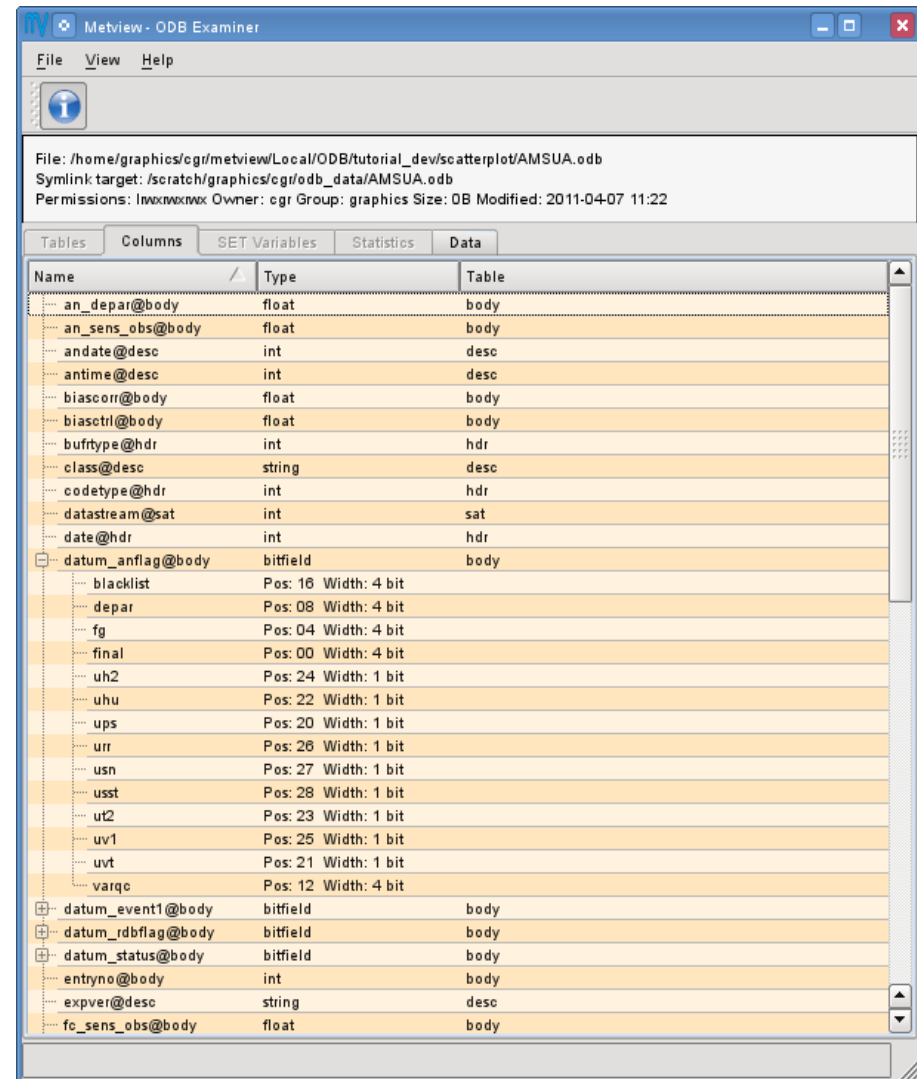 Metview - ODB Examiner
File View Help
File: /home/graphics/cgr/metview/Local/ODB/tutorial_dev/scatterplot/AMSUA.odb
Symlink target: /scratch/graphics/cgr/odb_data/AMSUA.odb
Permissions: lrwxrwxrwx Owner: cgr Group: graphics Size: 0B Modified: 2011-04-07 11:22
Tables Columns SET Variables Statistics Data
Name Type Table
an_depar@body float body
an_sens_obs@body float body
andate@desc int desc
antime@desc int desc
biascorr@body float body
biasctrl@body float body
bufrtype@hdr int hdr
class@desc string desc
codetype@hdr int hdr
datastream@sat int sat
date@hdr int hdr
datum_anflag@body bitfield body
blacklist Pos: 16 Width: 4 bit
depar Pos: 08 Width: 4 bit
fg Pos: 04 Width: 4 bit
final Pos: 00 Width: 4 bit
uh2 Pos: 24 Width: 1 bit
uhu Pos: 22 Width: 1 bit
ups Pos: 20 Width: 1 bit
urr Pos: 26 Width: 1 bit
usn Pos: 27 Width: 1 bit
usst Pos: 28 Width: 1 bit
ut2 Pos: 23 Width: 1 bit
uv1 Pos: 25 Width: 1 bit
uvt Pos: 21 Width: 1 bit
varqc Pos: 12 Width: 4 bit
datum_event1@body bitfield body
datum_rdbflag@body bitfield body
datum_status@body bitfield body
entryno@body int body
expver@desc string desc
fc_sens_obs@body float body